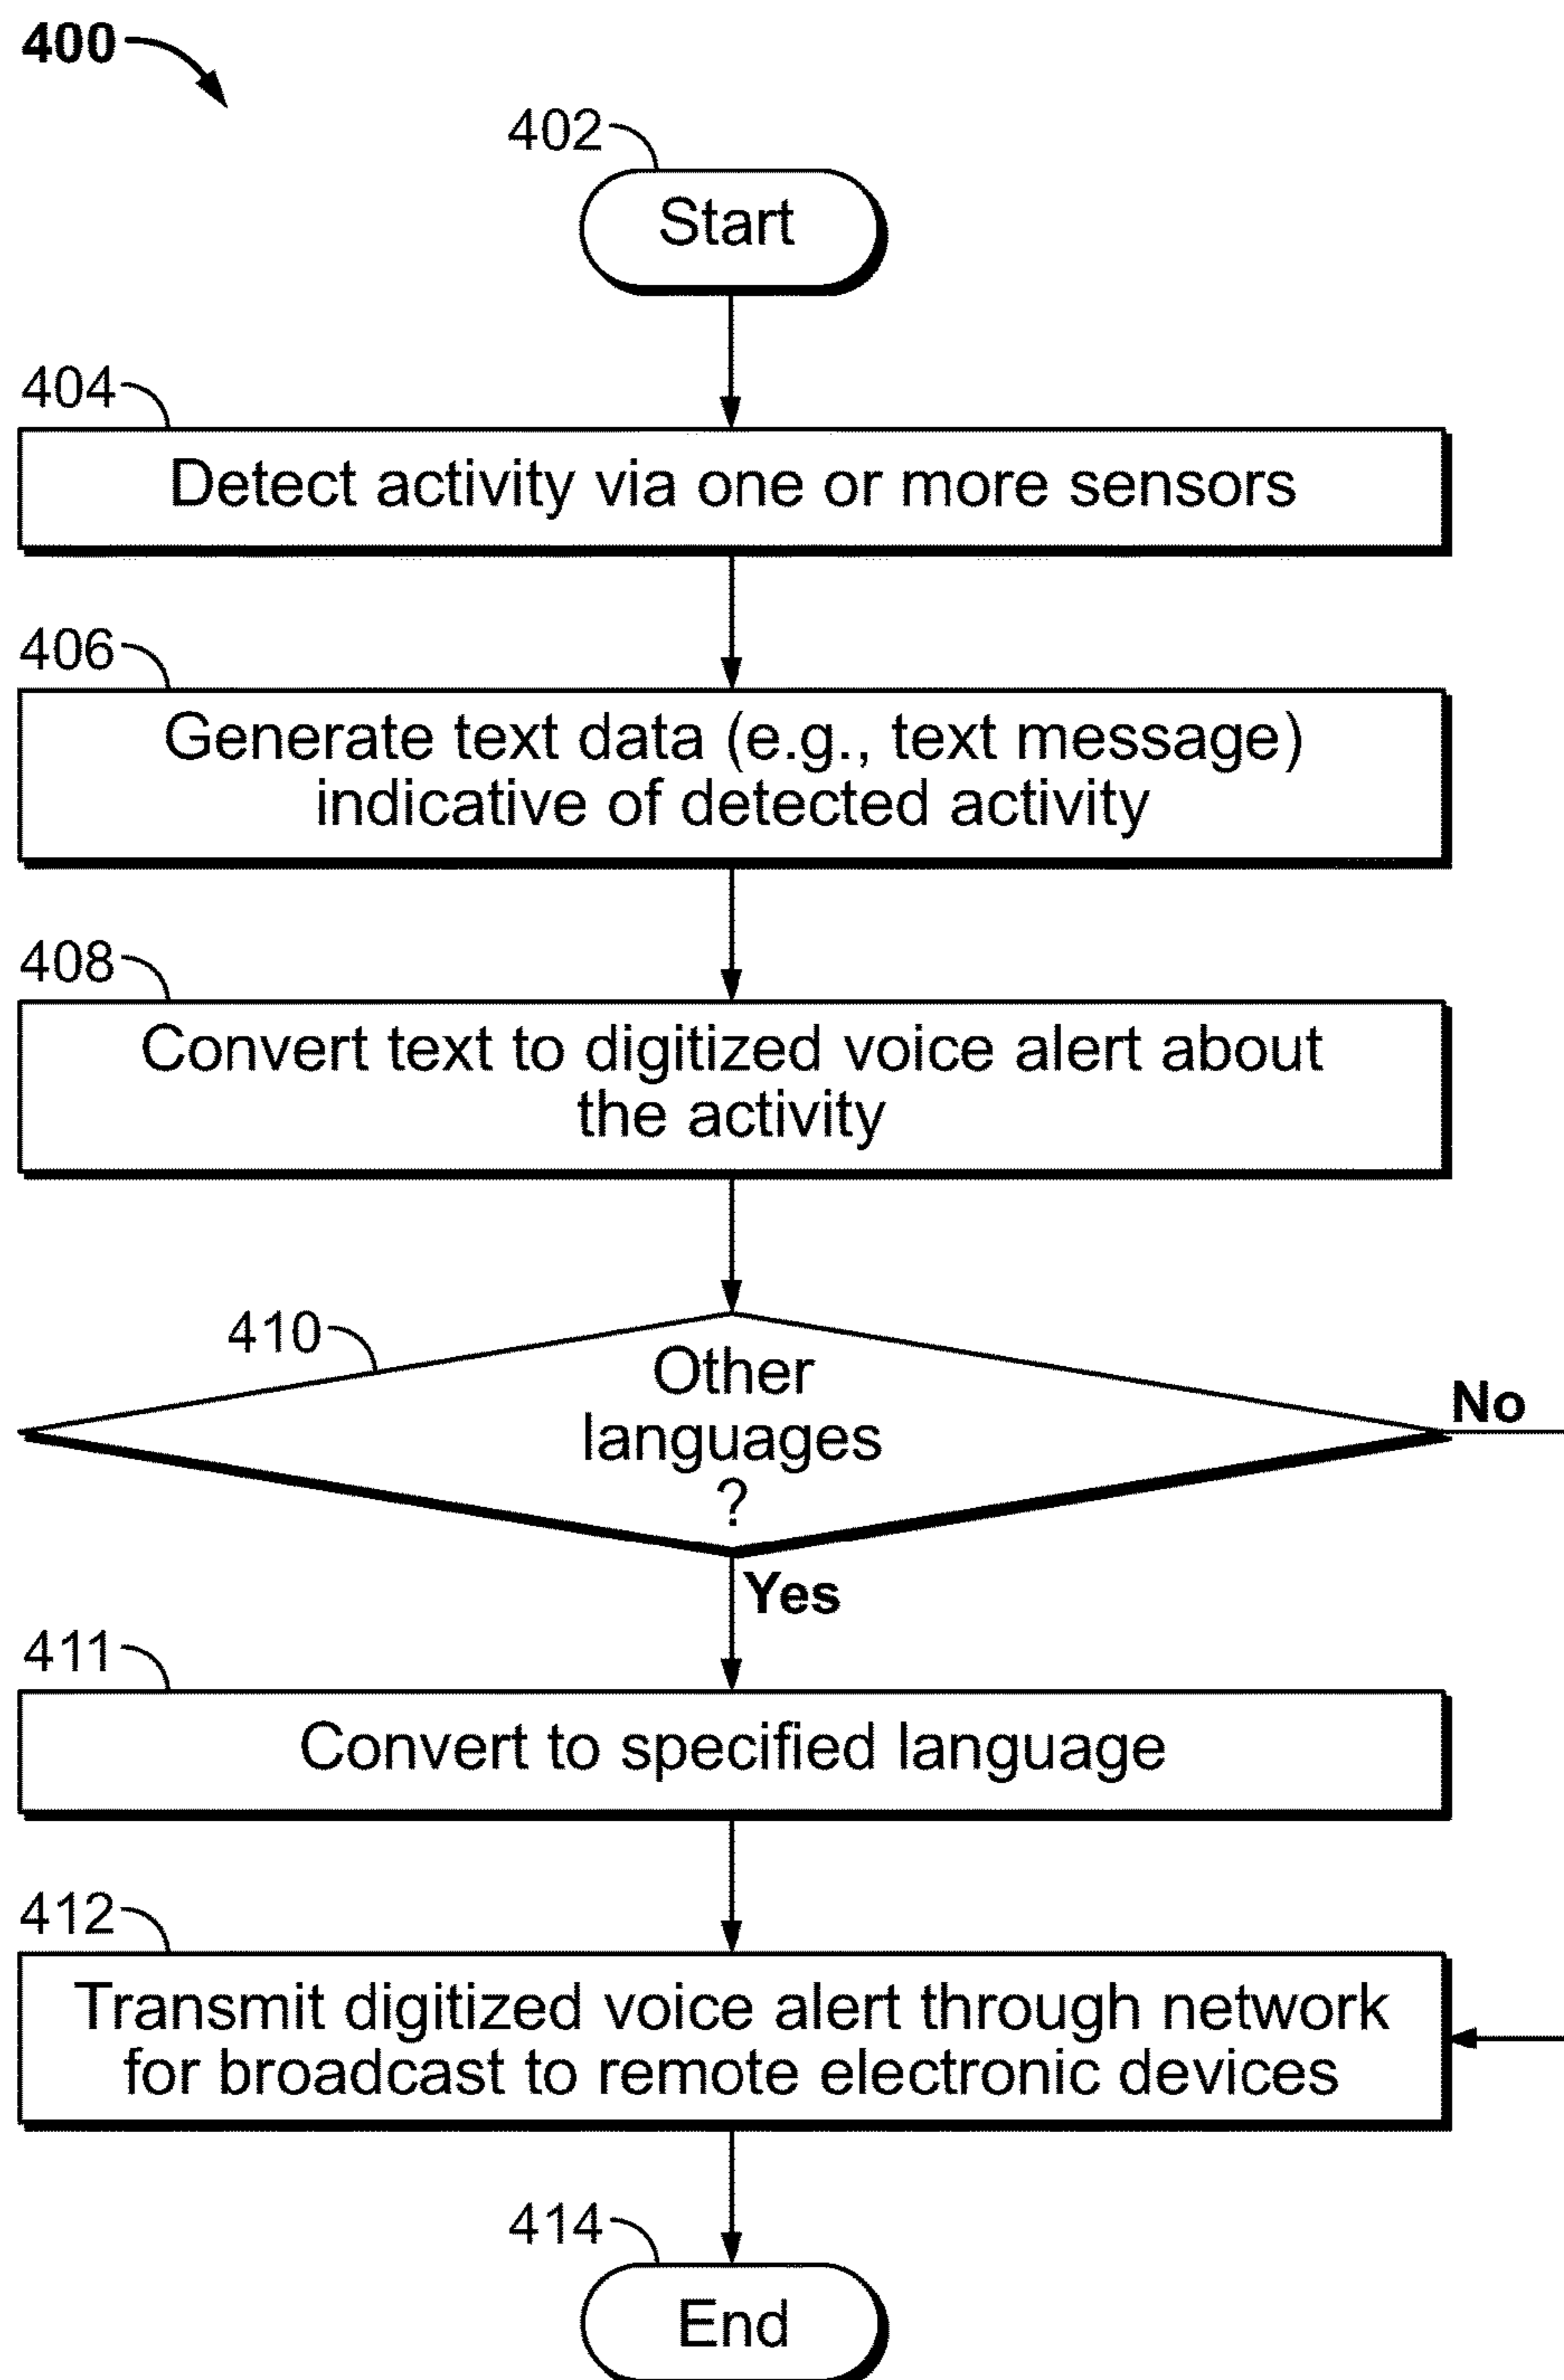 400
402
Start
404
Detect activity via one or more sensors
406
Generate text data (e.g., text message)
indicative of detected activity
408
Convert text to digitized voice alert about
the activity
410
Other
languages
?
No
Yes
411
Convert to specified language
412
Transmit digitized voice alert through network
for broadcast to remote electronic devices
414
End